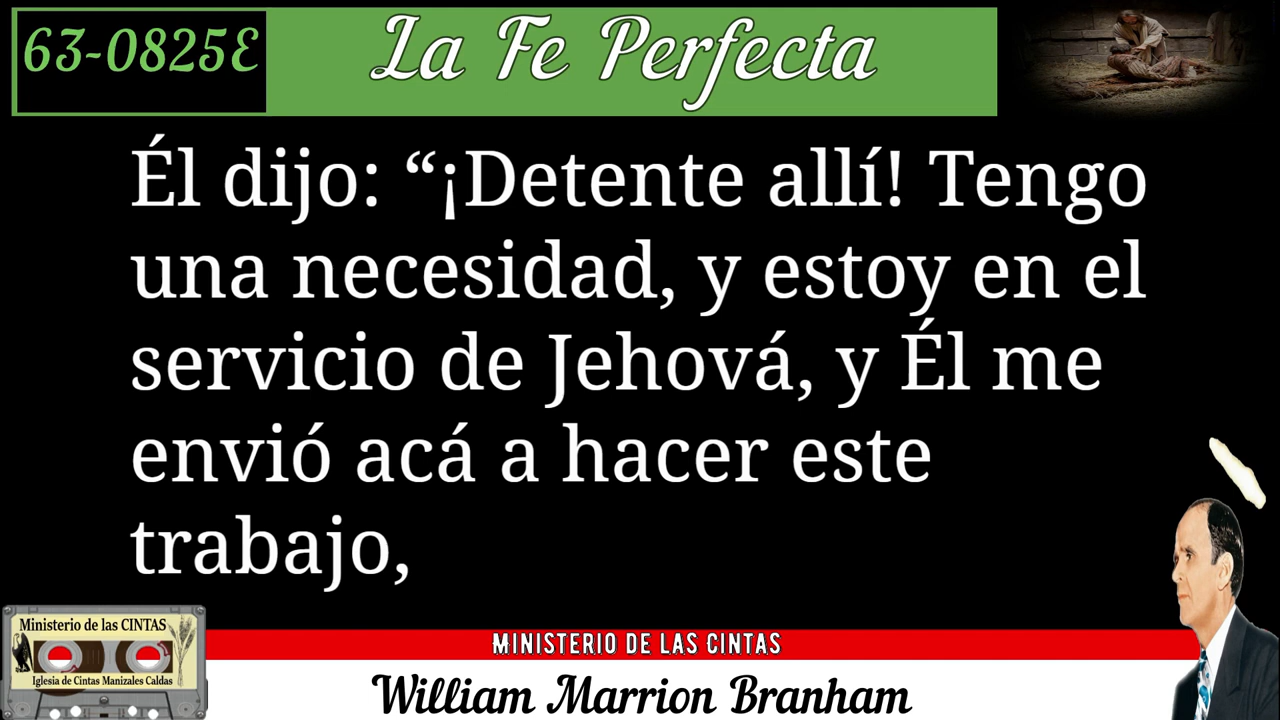 63-0825E
La Fe Perfecta
Él dijo: “¡Detente allí! Tengo
una necesidad, y estoy en el
servicio de Jehová, y Él me
envió acá a hacer este
trabajo,
Ministerio de las CINTAS
Iglesia de Cintas Manizales Caldas
MINISTERIO DE LAS CINTAS
William Marrion Branham